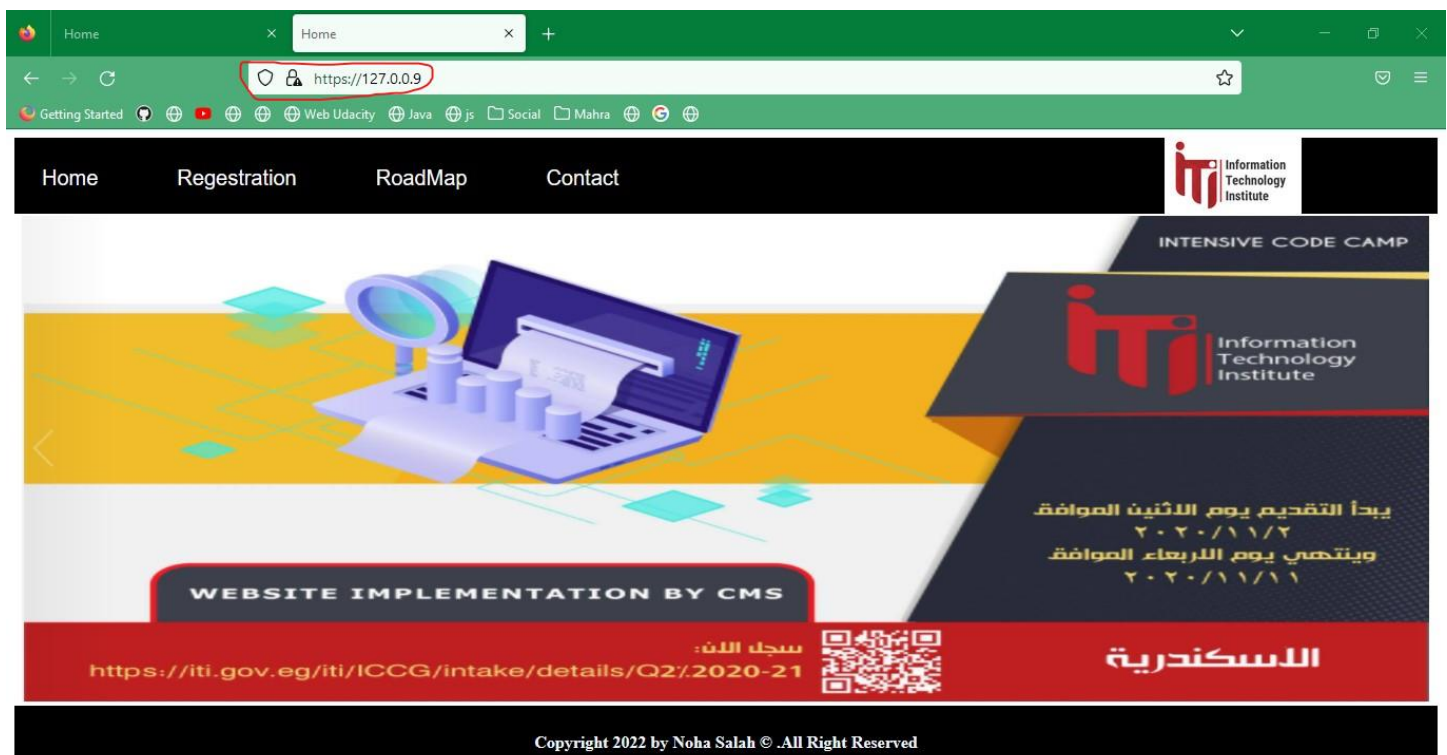 Home
Home
https://127.0.0.9
Getting Started
Web Udacity
Java
js
Social
Mahra
Home
Regestration
RoadMap
Contact
Information
Technology
Institute
INTENSIVE CODE CAMP
Information
Technology
Institute
يبدأ التقديم يوم الاثنين الموافق
٢٠٢٠/١١/٢
وينتهي يوم الاربعاء الموافق
٢٠٢٠/١١/١١
WEBSITE IMPLEMENTATION BY CMS
سجل الان:
https://iti.gov.eg/iti/ICCG/intake/details/Q2٪2020-21
الاسكندرية
Copyright 2022 by Noha Salah © .All Right Reserved